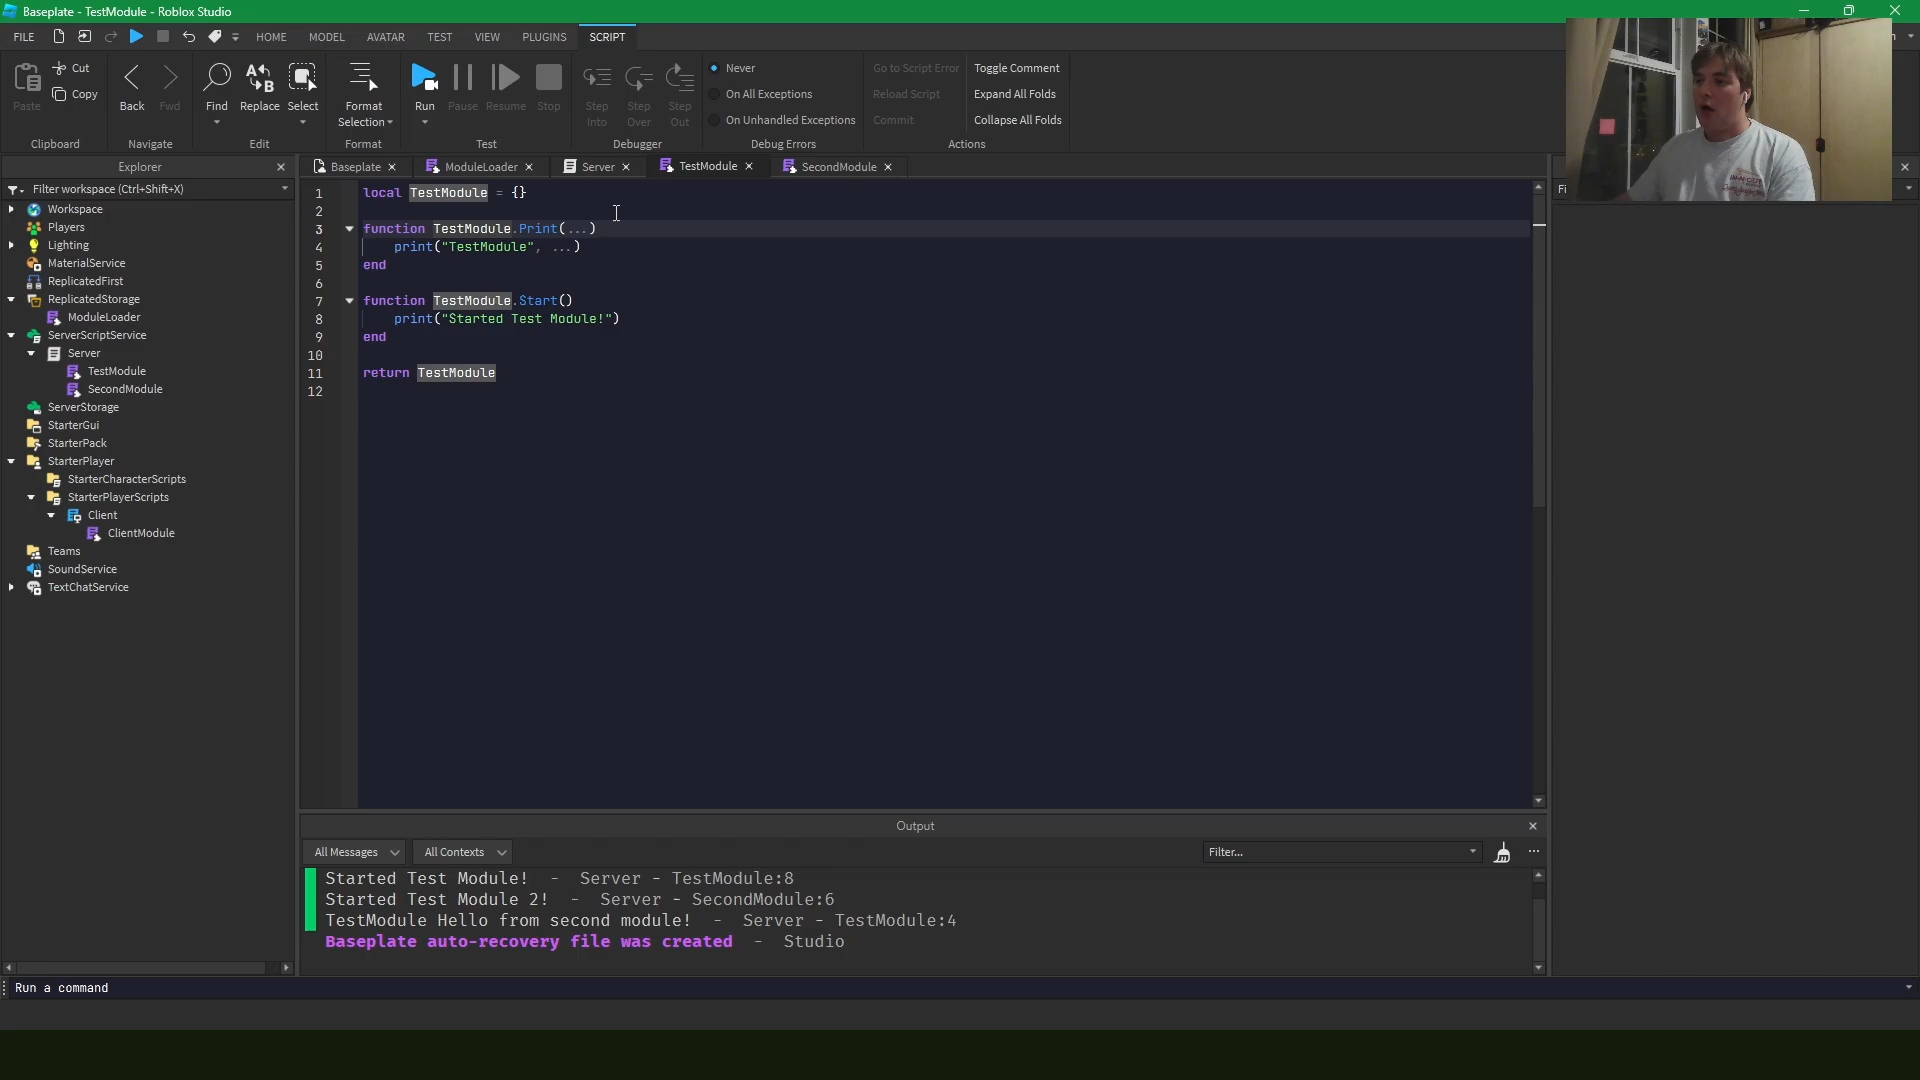 Baseplate - TestModule - Roblox Studio
FILE HOME MODEL AVATAR TEST VIEW PLUGINS SCRIPT
Paste
Cut
Copy
Clipboard
Back
Fwd
Navigate
Find
Replace
Select
Edit
Format
Selection
Format
Run
Pause
Resume
Stop
Test
Step
Into
Step
Over
Step
Out
Debugger
Never
On All Exceptions
On Unhandled Exceptions
Debug Errors
Go to Script Error
Reload Script
Commit
Toggle Comment
Expand All Folds
Collapse All Folds
Actions
Explorer
Filter workspace (Ctrl+Shift+X)
Workspace
Players
Lighting
MaterialService
ReplicatedFirst
ReplicatedStorage
ModuleLoader
ServerScriptService
Server
TestModule
SecondModule
ServerStorage
StarterGui
StarterPack
StarterPlayer
StarterCharacterScripts
StarterPlayerScripts
Client
ClientModule
Teams
SoundService
TextChatService
Baseplate ModuleLoader Server TestModule SecondModule
1 local TestModule = {}
2
3 function TestModule.Print(...)
4 print("TestModule", ...)
5 end
6
7 function TestModule.Start()
8 print("Started Test Module!")
9 end
10
11 return TestModule
12
Fi
IN-N-OUT
Output
All Messages All Contexts Filter... ...
Started Test Module! - Server - TestModule:8
Started Test Module 2! - Server - SecondModule:6
TestModule Hello from second module! - Server - TestModule:4
Baseplate auto-recovery file was created - Studio
Run a command